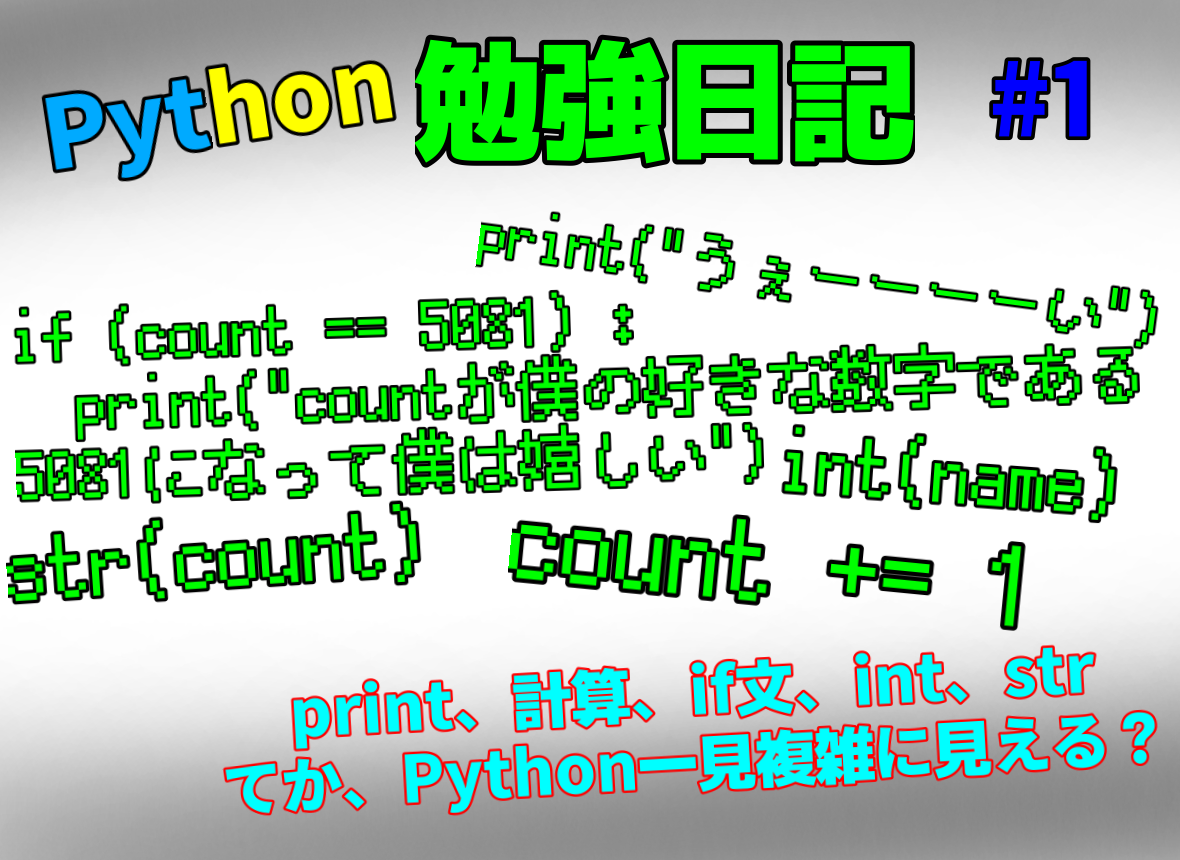 Python 勉強日記 #1
print("うぇーーーーい")
if (count == 5081) :
print("countが僕の好きな数字である
5081になって僕は嬉しい")
int(name)
str(count)
count += 1
print、計算、if文、int、str
てか、Python一見複雑に見える？